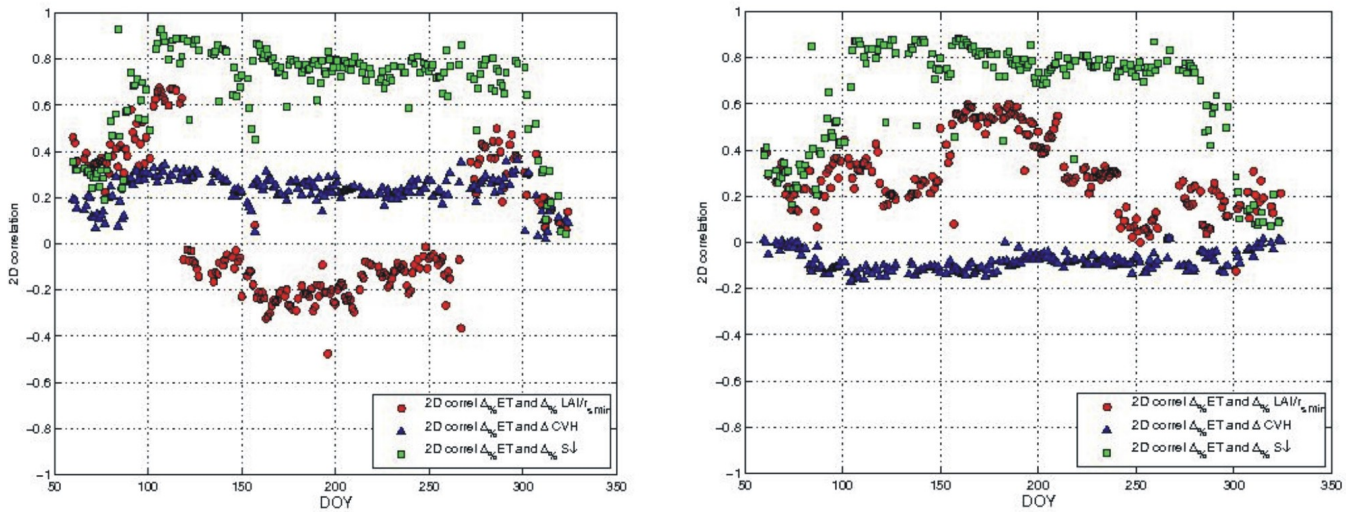 1
0.8
0.6
0.4
0.2
0
−0.2
−0.4
−0.6
−0.8
−1
2D correlation
50 100 150 200 250 300 350
DOY
2D correl Δ%ET and Δ% LAI/rs,min
2D correl Δ%ET and Δ CVH
2D correl Δ%ET and Δ% S↓
1
0.8
0.6
0.4
0.2
0
−0.2
−0.4
−0.6
−0.8
−1
2D correlation
50 100 150 200 250 300 350
DOY
2D correl Δ%ET and Δ% LAI/rs,min
2D correl Δ%ET and Δ CVH
2D correl Δ%ET and Δ% S↓